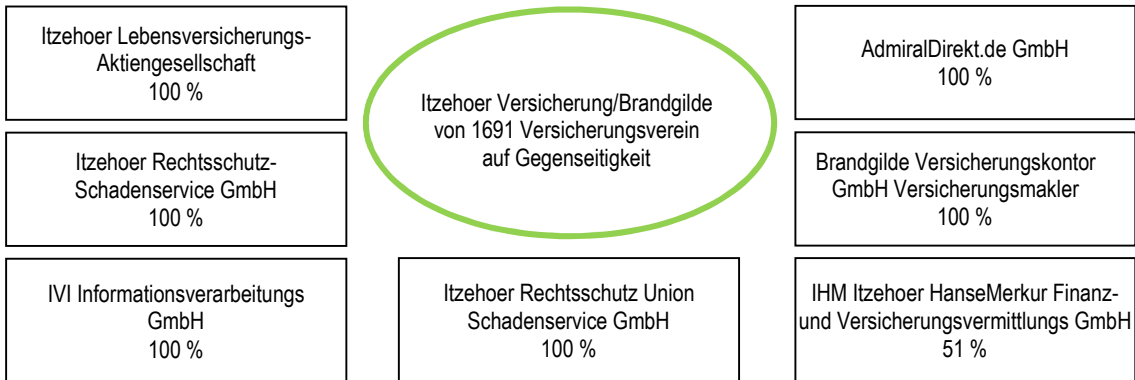 Itzehoer Lebensversicherungs-
Aktiengesellschaft
100 %
Itzehoer Versicherung/Brandgilde
von 1691 Versicherungsverein
auf Gegenseitigkeit
AdmiralDirekt.de GmbH
100 %
Itzehoer Rechtsschutz-
Schadenservice GmbH
100 %
Brandgilde Versicherungskontor
GmbH Versicherungsmakler
100 %
IVI Informationsverarbeitungs
GmbH
100 %
Itzehoer Rechtsschutz Union
Schadenservice GmbH
100 %
IHM Itzehoer HanseMerkur Finanz-
und Versicherungsvermittlungs GmbH
51 %